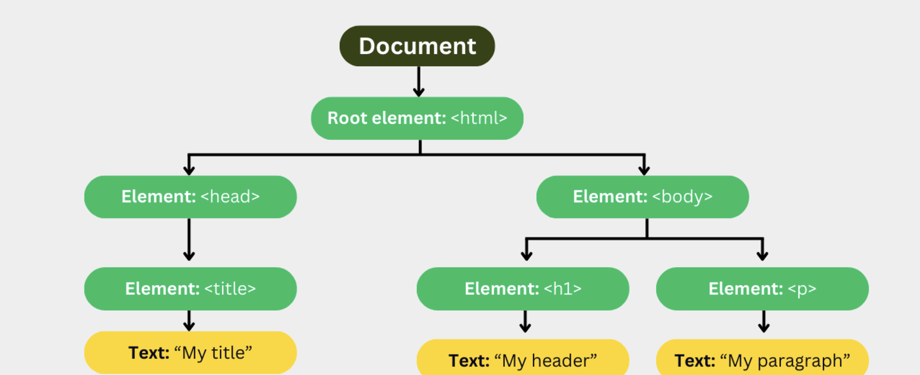 Document
Root element: <html>
Element: <head>
Element: <body>
Element: <title>
Element: <h1>
Element: <p>
Text: “My title”
Text: “My header”
Text: “My paragraph”